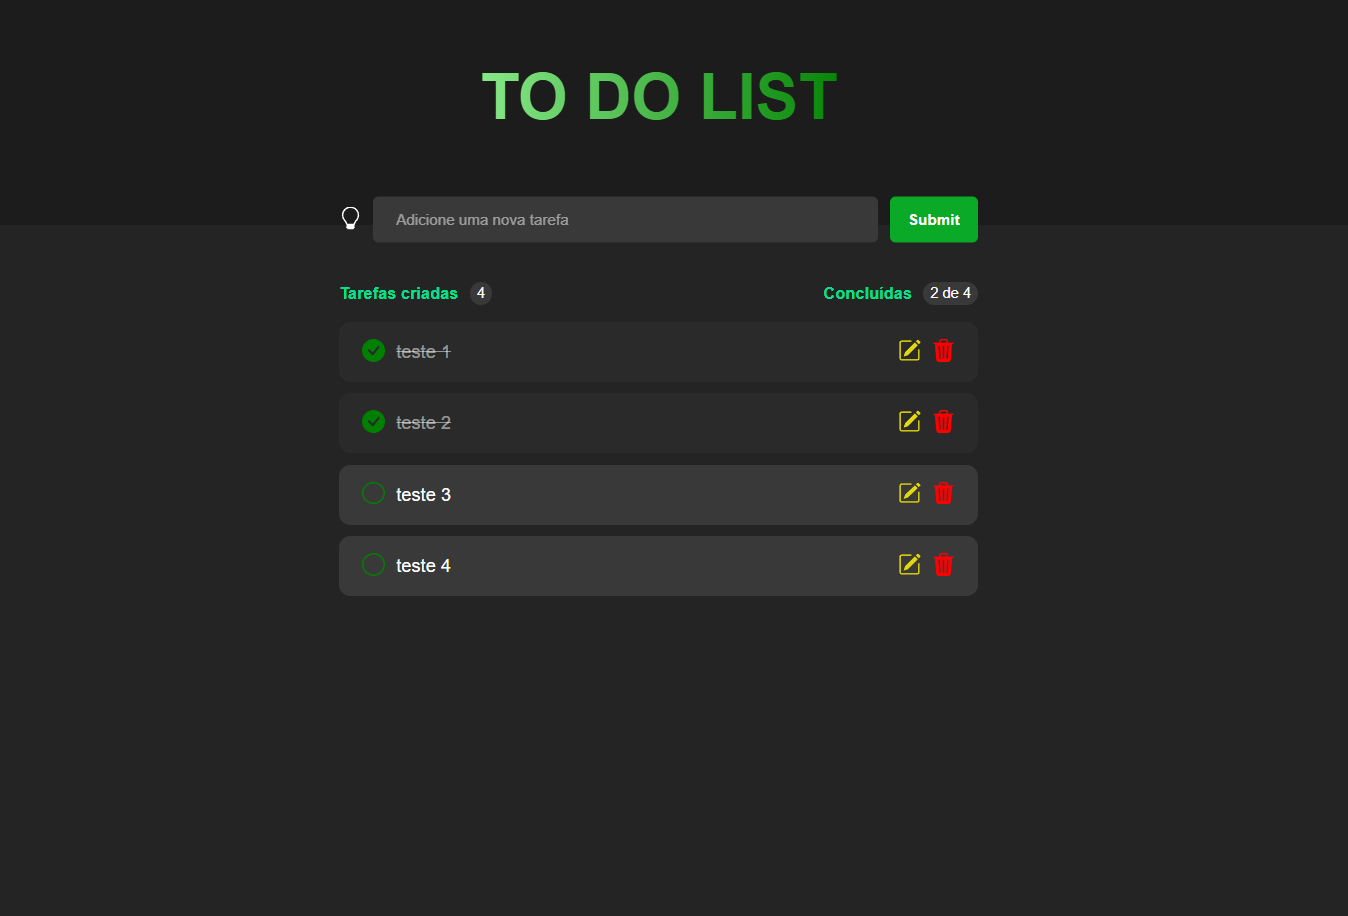 TO DO LIST
Adicione uma nova tarefa
Submit
Tarefas criadas 4
Concluídas 2 de 4
teste 1
teste 2
teste 3
teste 4